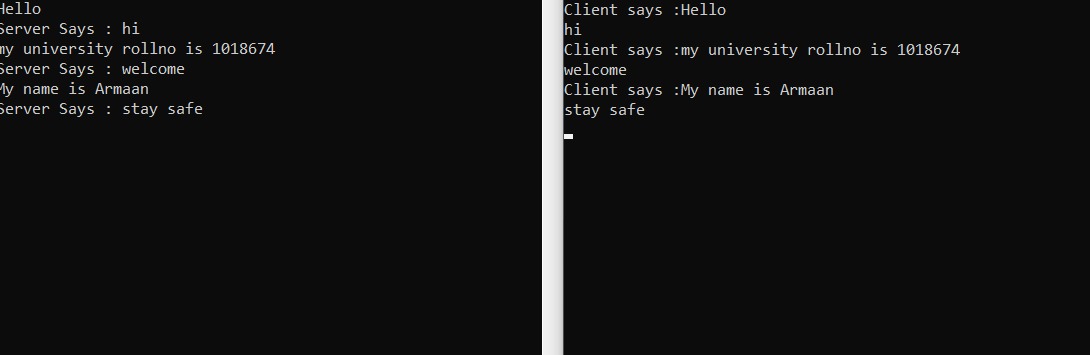 Hello
Server Says : hi
my university rollno is 1018674
Server Says : welcome
My name is Armaan
Server Says : stay safe
Client says :Hello
hi
Client says :my university rollno is 1018674
welcome
Client says :My name is Armaan
stay safe